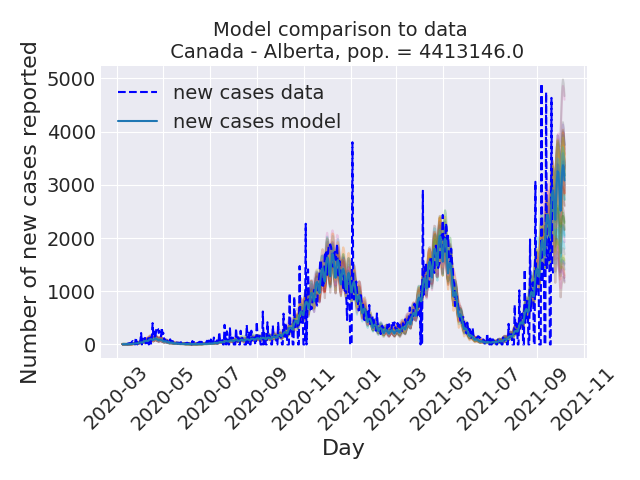 Model comparison to data
Canada - Alberta, pop. = 4413146.0
Number of new cases reported
5000
4000
3000
2000
1000
0
new cases data
new cases model
2020-03
2020-05
2020-07
2020-09
2020-11
2021-01
2021-03
2021-05
2021-07
2021-09
2021-11
Day